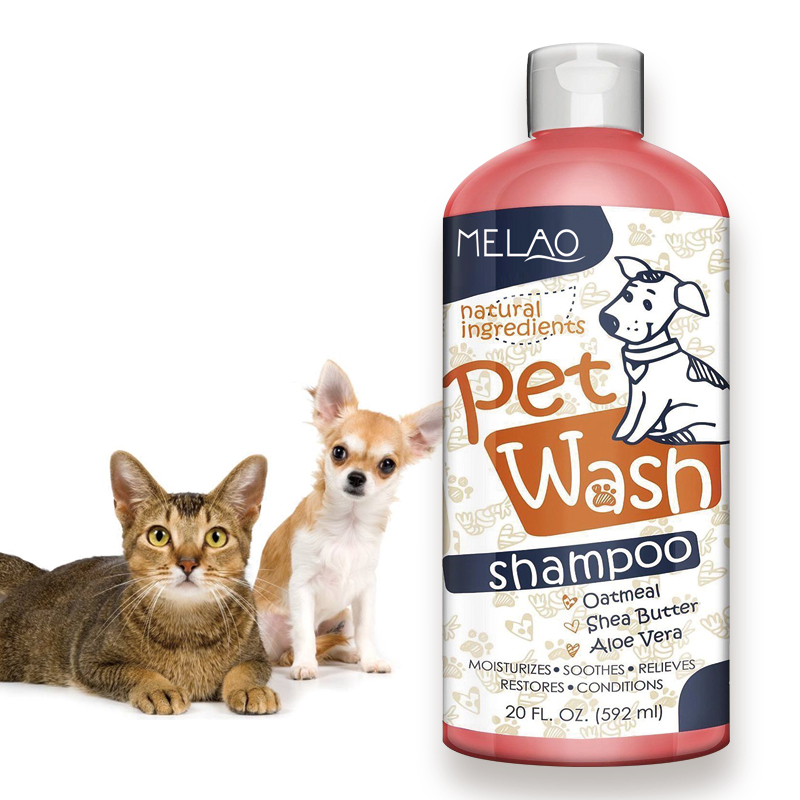 MELAO
natural
ingredients
Pet
Wash
shampoo
Oatmeal
Shea Butter
Aloe Vera
MOISTURIZES • SOOTHES • RELIEVES
RESTORES • CONDITIONS
20 FL. OZ. (592 ml)